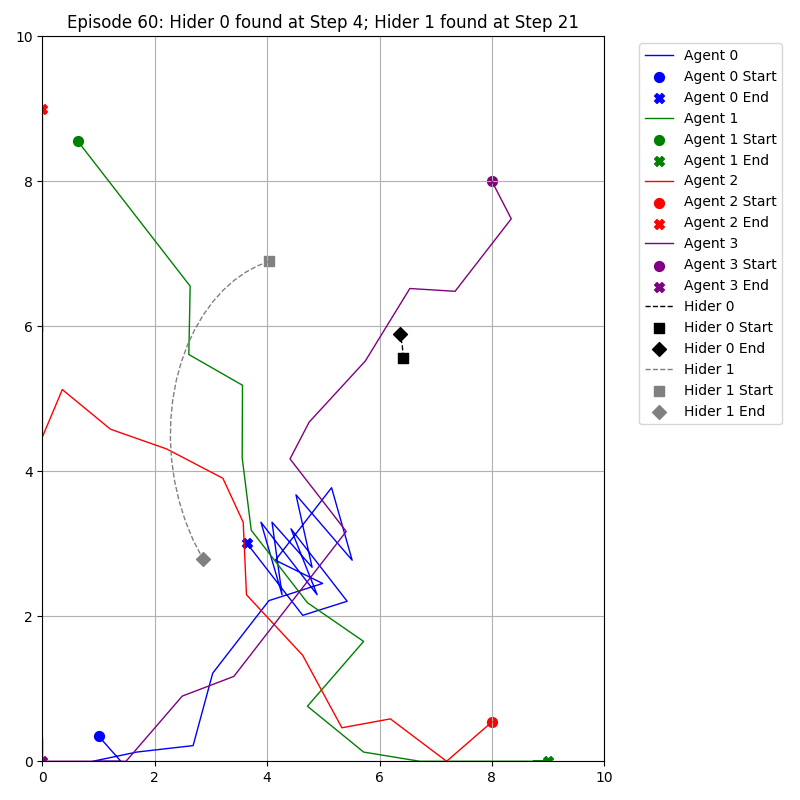 Episode 60: Hider 0 found at Step 4; Hider 1 found at Step 21
10
8
6
4
2
0
0
2
4
6
8
10
Agent 0
Agent 0 Start
Agent 0 End
Agent 1
Agent 1 Start
Agent 1 End
Agent 2
Agent 2 Start
Agent 2 End
Agent 3
Agent 3 Start
Agent 3 End
Hider 0
Hider 0 Start
Hider 0 End
Hider 1
Hider 1 Start
Hider 1 End